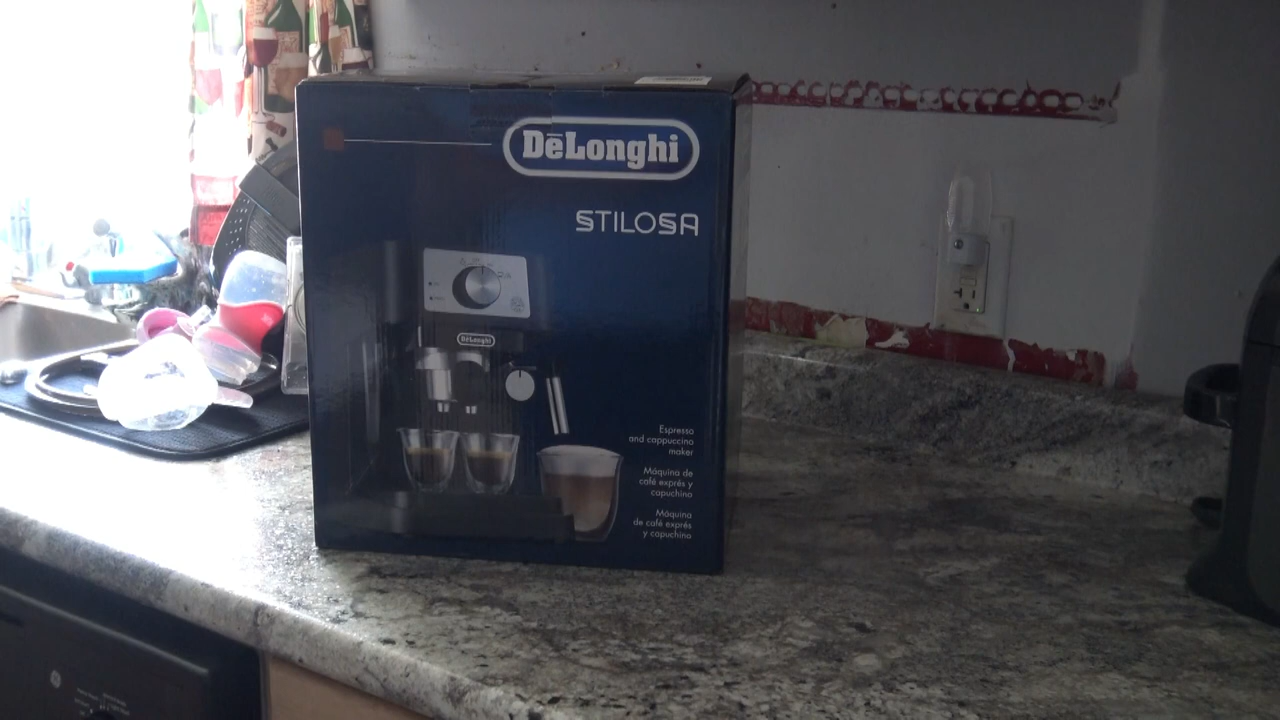 DēLonghi
STILOSA
DēLonghi
Espresso
and cappuccino
maker
Máquina de
café exprés y
capuchino
Máquina
de café exprés
y capuchino